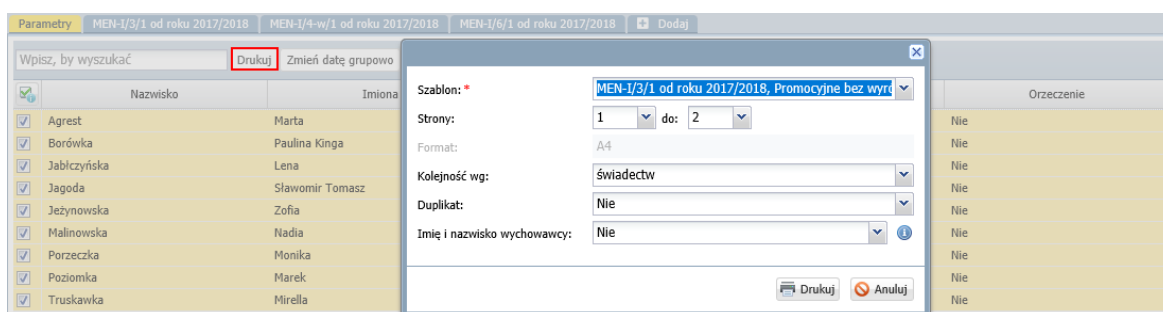 Parametry MEN-I/3/1 od roku 2017/2018 MEN-I/4-w/1 od roku 2017/2018 MEN-I/6/1 od roku 2017/2018 Dodaj
Wpisz, by wyszukać Drukuj Zmień datę grupowo
Nazwisko Imiona Orzeczenie
Agrest Marta Nie
Borówka Paulina Kinga Nie
Jabłczyńska Lena Nie
Jagoda Sławomir Tomasz Nie
Jeżynowska Zofia Nie
Malinowska Nadia Nie
Porzeczka Monika Nie
Poziomka Marek Nie
Truskawka Mirella Nie
Szablon: * MEN-I/3/1 od roku 2017/2018, Promocyjne bez wyró
Strony: 1 do: 2
Format: A4
Kolejność wg: świadectw
Duplikat: Nie
Imię i nazwisko wychowawcy: Nie
Drukuj Anuluj